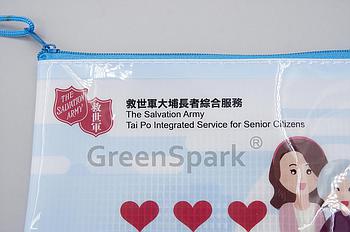 THE
SALVATION
ARMY
救世軍
救世軍大埔長者綜合服務
The Salvation Army
Tai Po Integrated Service for Senior Citizens
GreenSpark®